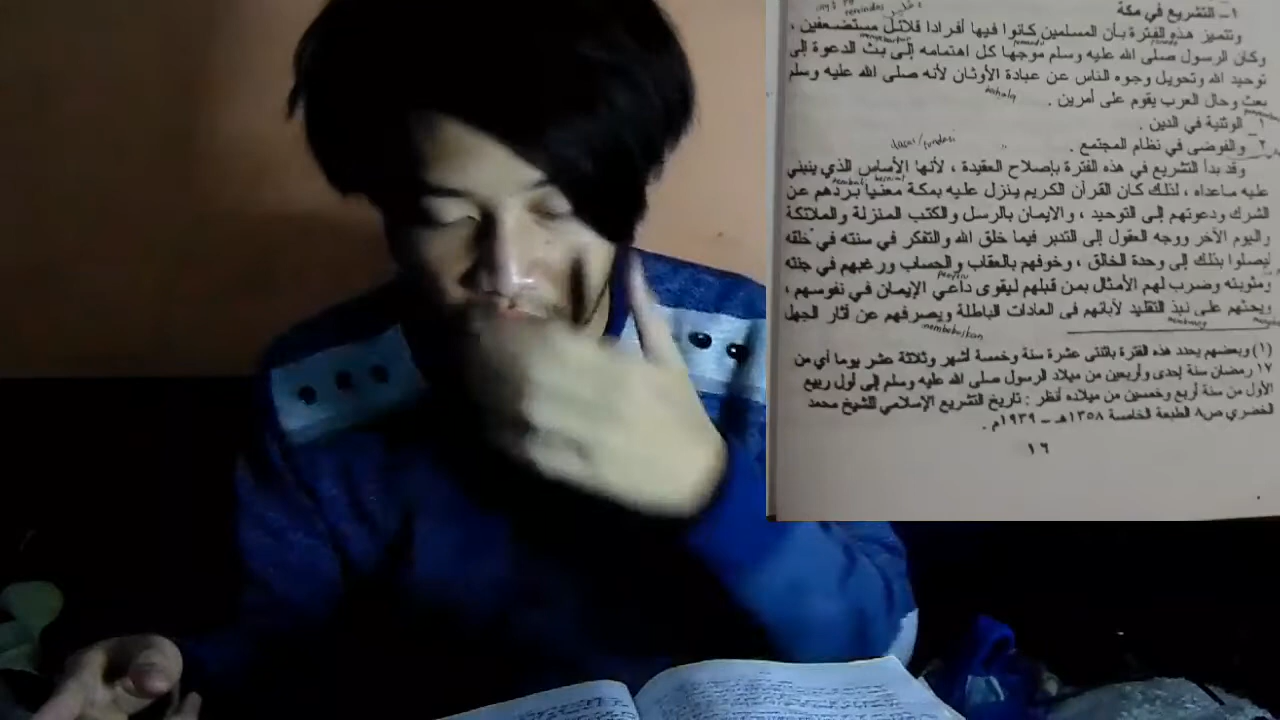 ١ـ التشريع في مكة
وتتميز هذه الفترة بأن المسلمين كانوا فيها أفرادا قلائل مستضعفين ،
وكان الرسول صلى الله عليه وسلم موجها كل اهتمامه إلى بث الدعوة إلى
توحيد الله وتحويل وجوه الناس عن عبادة الأوثان لأنه صلى الله عليه وسلم
بعث وحال العرب يقوم على أمرين .
١ـ الوثنية في الدين .
٢ـ والفوضى في نظام المجتمع .
وقد بدأ التشريع في هذه الفترة بإصلاح العقيدة ، لأنها الأساس الذي ينبني
عليه ماعداه ، لذلك كان القرآن الكريم ينزل عليه بمكة معنيا بردهم عن
الشرك ودعوتهم إلى التوحيد ، والايمان بالرسل والكتب المنزلة والملائكة
واليوم الآخر ووجه العقول إلى التدبر فيما خلق الله والتفكر في سنته في خلقه
ليصلوا بذلك إلى وحدة الخالق ، وخوفهم بالعقاب والحساب ورغبهم في جنته
ومثوبته وضرب لهم الأمثال بمن قبلهم ليقوى داعي الإيمان في نفوسهم ،
ويحثهم على نبذ التقليد لآبائهم فى العادات الباطلة ويصرفهم عن آثار الجهل
(١) وبعضهم يحدد هذه الفترة باثنتى عشرة سنة وخمسة أشهر وثلاثة عشر يوما أي من
١٧ رمضان سنة إحدى وأربعين من ميلاد الرسول صلى الله عليه وسلم إلى أول ربيع
الأول من سنة أربع وخمسين من ميلاده أنظر : تاريخ التشريع الإسلامي للشيخ محمد
الخضري ص٨ الطبعة الخامسة ١٣٥٨هـ ـ ١٩٣٩م .
١٦